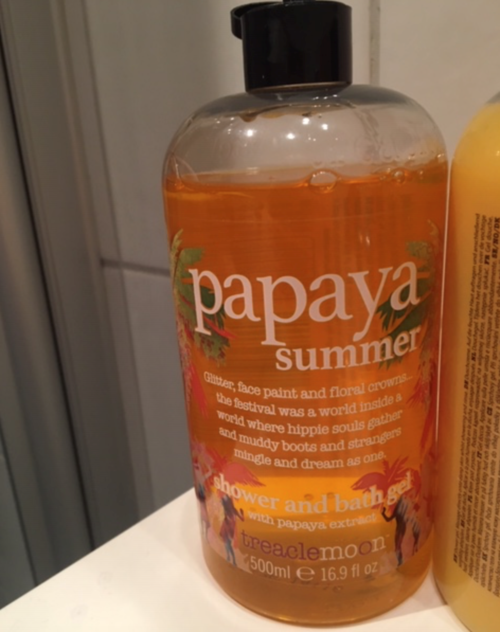 papaya
summer
Glitter, face paint and floral crowns...
the festival was a world inside a
world where hippie souls gather
and muddy boots and strangers
mingle and dream as one.
shower and bath gel
with papaya extract
treaclemoon
500ml ℮ 16.9 fl oz